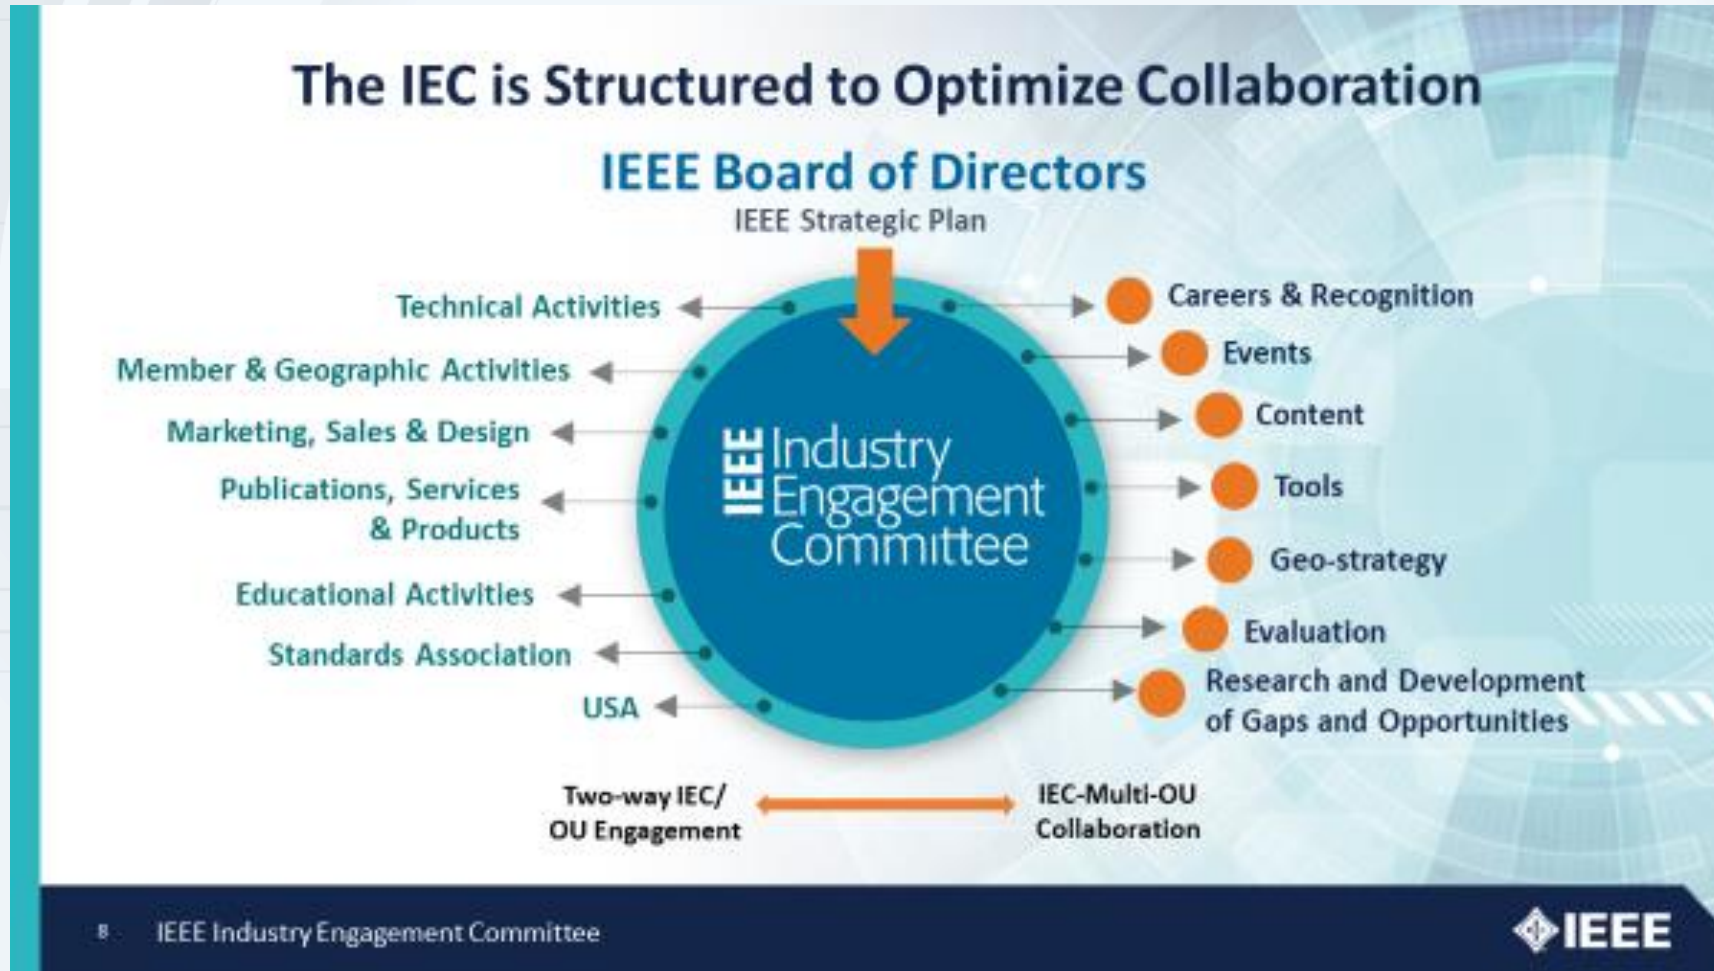 The IEC is Structured to Optimize Collaboration
IEEE Board of Directors
IEEE Strategic Plan
Technical Activities
Member & Geographic Activities
Marketing, Sales & Design
Publications, Services
& Products
Educational Activities
Standards Association
USA
IEEE
Industry
Engagement
Committee
Careers & Recognition
Events
Content
Tools
Geo-strategy
Evaluation
Research and Development
of Gaps and Opportunities
Two-way IEC/
OU Engagement
IEC-Multi-OU
Collaboration
8 IEEE Industry Engagement Committee
IEEE